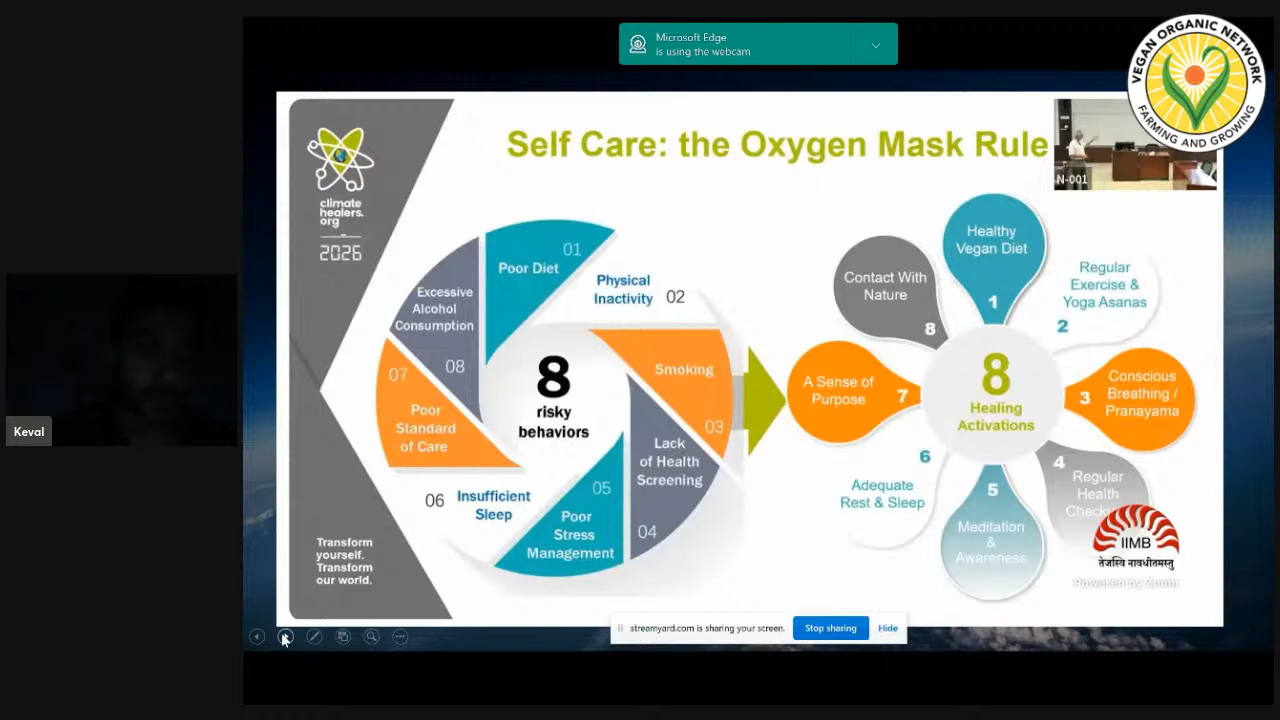 Microsoft Edge
is using the webcam
VEGAN ORGANIC NETWORK
FARMING AND GROWING
Self Care: the Oxygen Mask Rule
N-001
climate
healers.
org
2026
01
Poor Diet
Physical
Inactivity
02
Smoking
03
Lack
of Health
Screening
04
05
Poor
Stress
Management
06
Insufficient
Sleep
07
Poor
Standard
of Care
Excessive
Alcohol
Consumption
08
8
risky
behaviors
Healthy
Vegan Diet
1
Regular
Exercise &
Yoga Asanas
2
3
Conscious
Breathing /
Pranayama
4
Regular
Health
5
Meditation
&
Awareness
6
Adequate
Rest & Sleep
A Sense of
Purpose
7
Contact With
Nature
8
8
Healing
Activations
IIMB
तेजस्वि नावधीतमस्तु
Powered by Zoom
Keval
Transform
yourself.
Transform
our world.
streamyard.com is sharing your screen.
Stop sharing
Hide